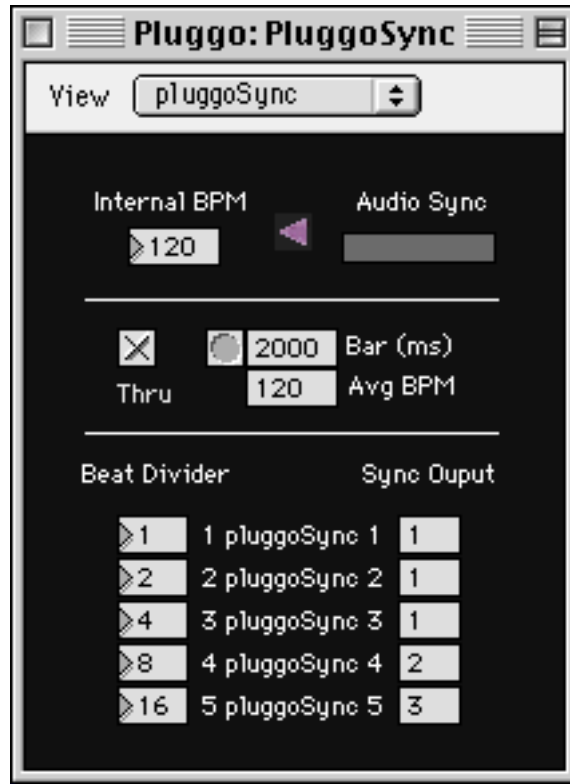 Pluggo: PluggoSync
View pluggoSync
Internal BPM Audio Sync
120
2000 Bar (ms)
Thru 120 Avg BPM
Beat Divider Sync Ouput
1 1 pluggoSync 1 1
2 2 pluggoSync 2 1
4 3 pluggoSync 3 1
8 4 pluggoSync 4 2
16 5 pluggoSync 5 3